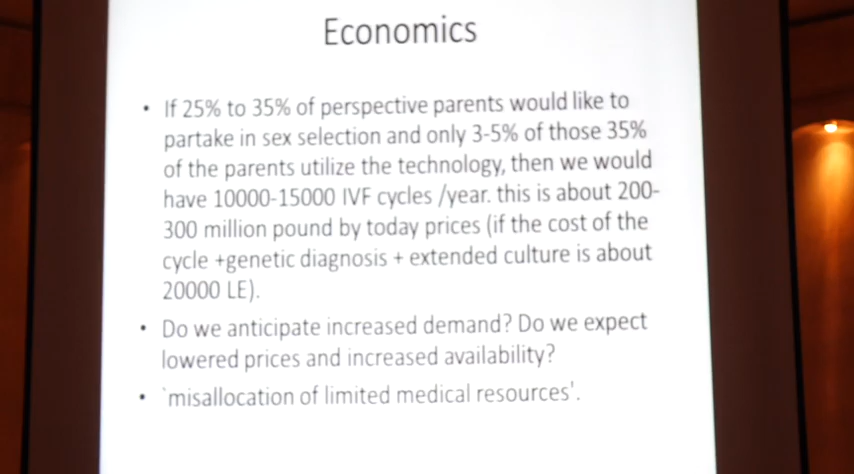 Economics
• If 25% to 35% of perspective parents would like to
partake in sex selection and only 3-5% of those 35%
of the parents utilize the technology, then we would
have 10000-15000 IVF cycles /year. this is about 200-
300 million pound by today prices (if the cost of the
cycle +genetic diagnosis + extended culture is about
20000 LE).
• Do we anticipate increased demand? Do we expect
lowered prices and increased availability?
• `misallocation of limited medical resources'.